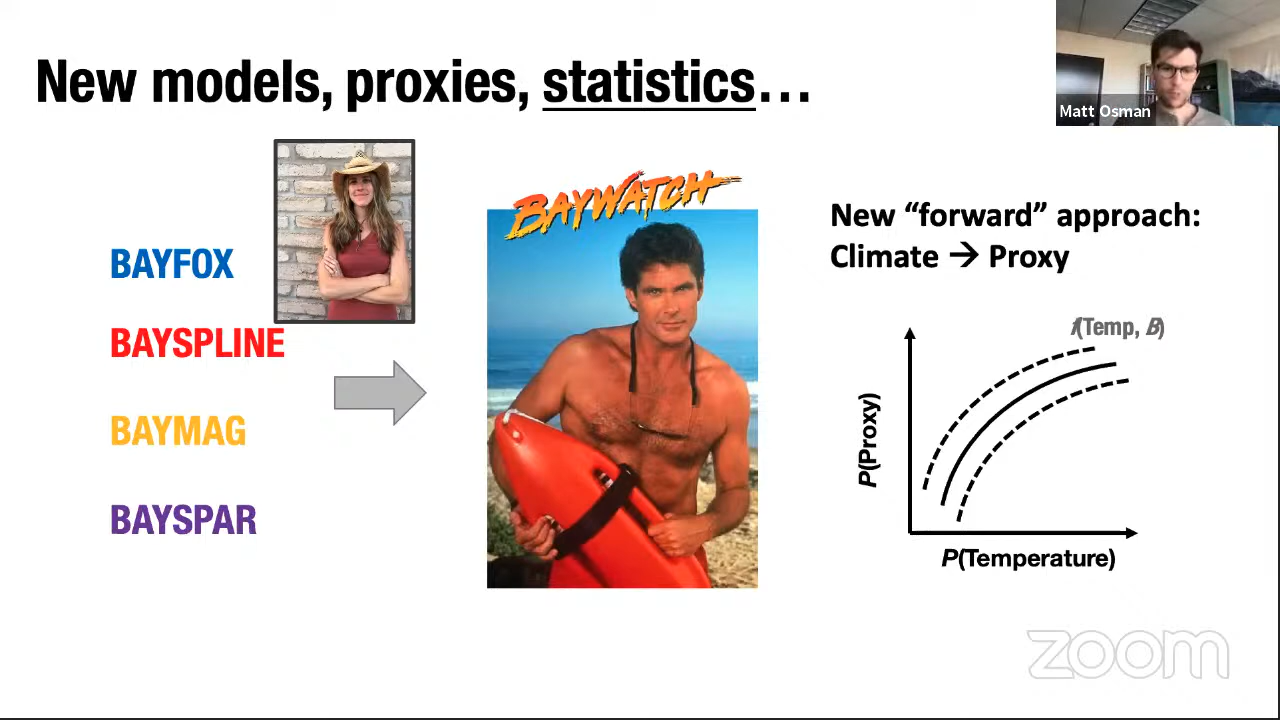 New models, proxies, statistics…
Matt Osman
BAYWATCH
BAYFOX
BAYSPLINE
BAYMAG
BAYSPAR
New “forward” approach:
Climate → Proxy
f(Temp, B)
P(Proxy)
P(Temperature)
zoom